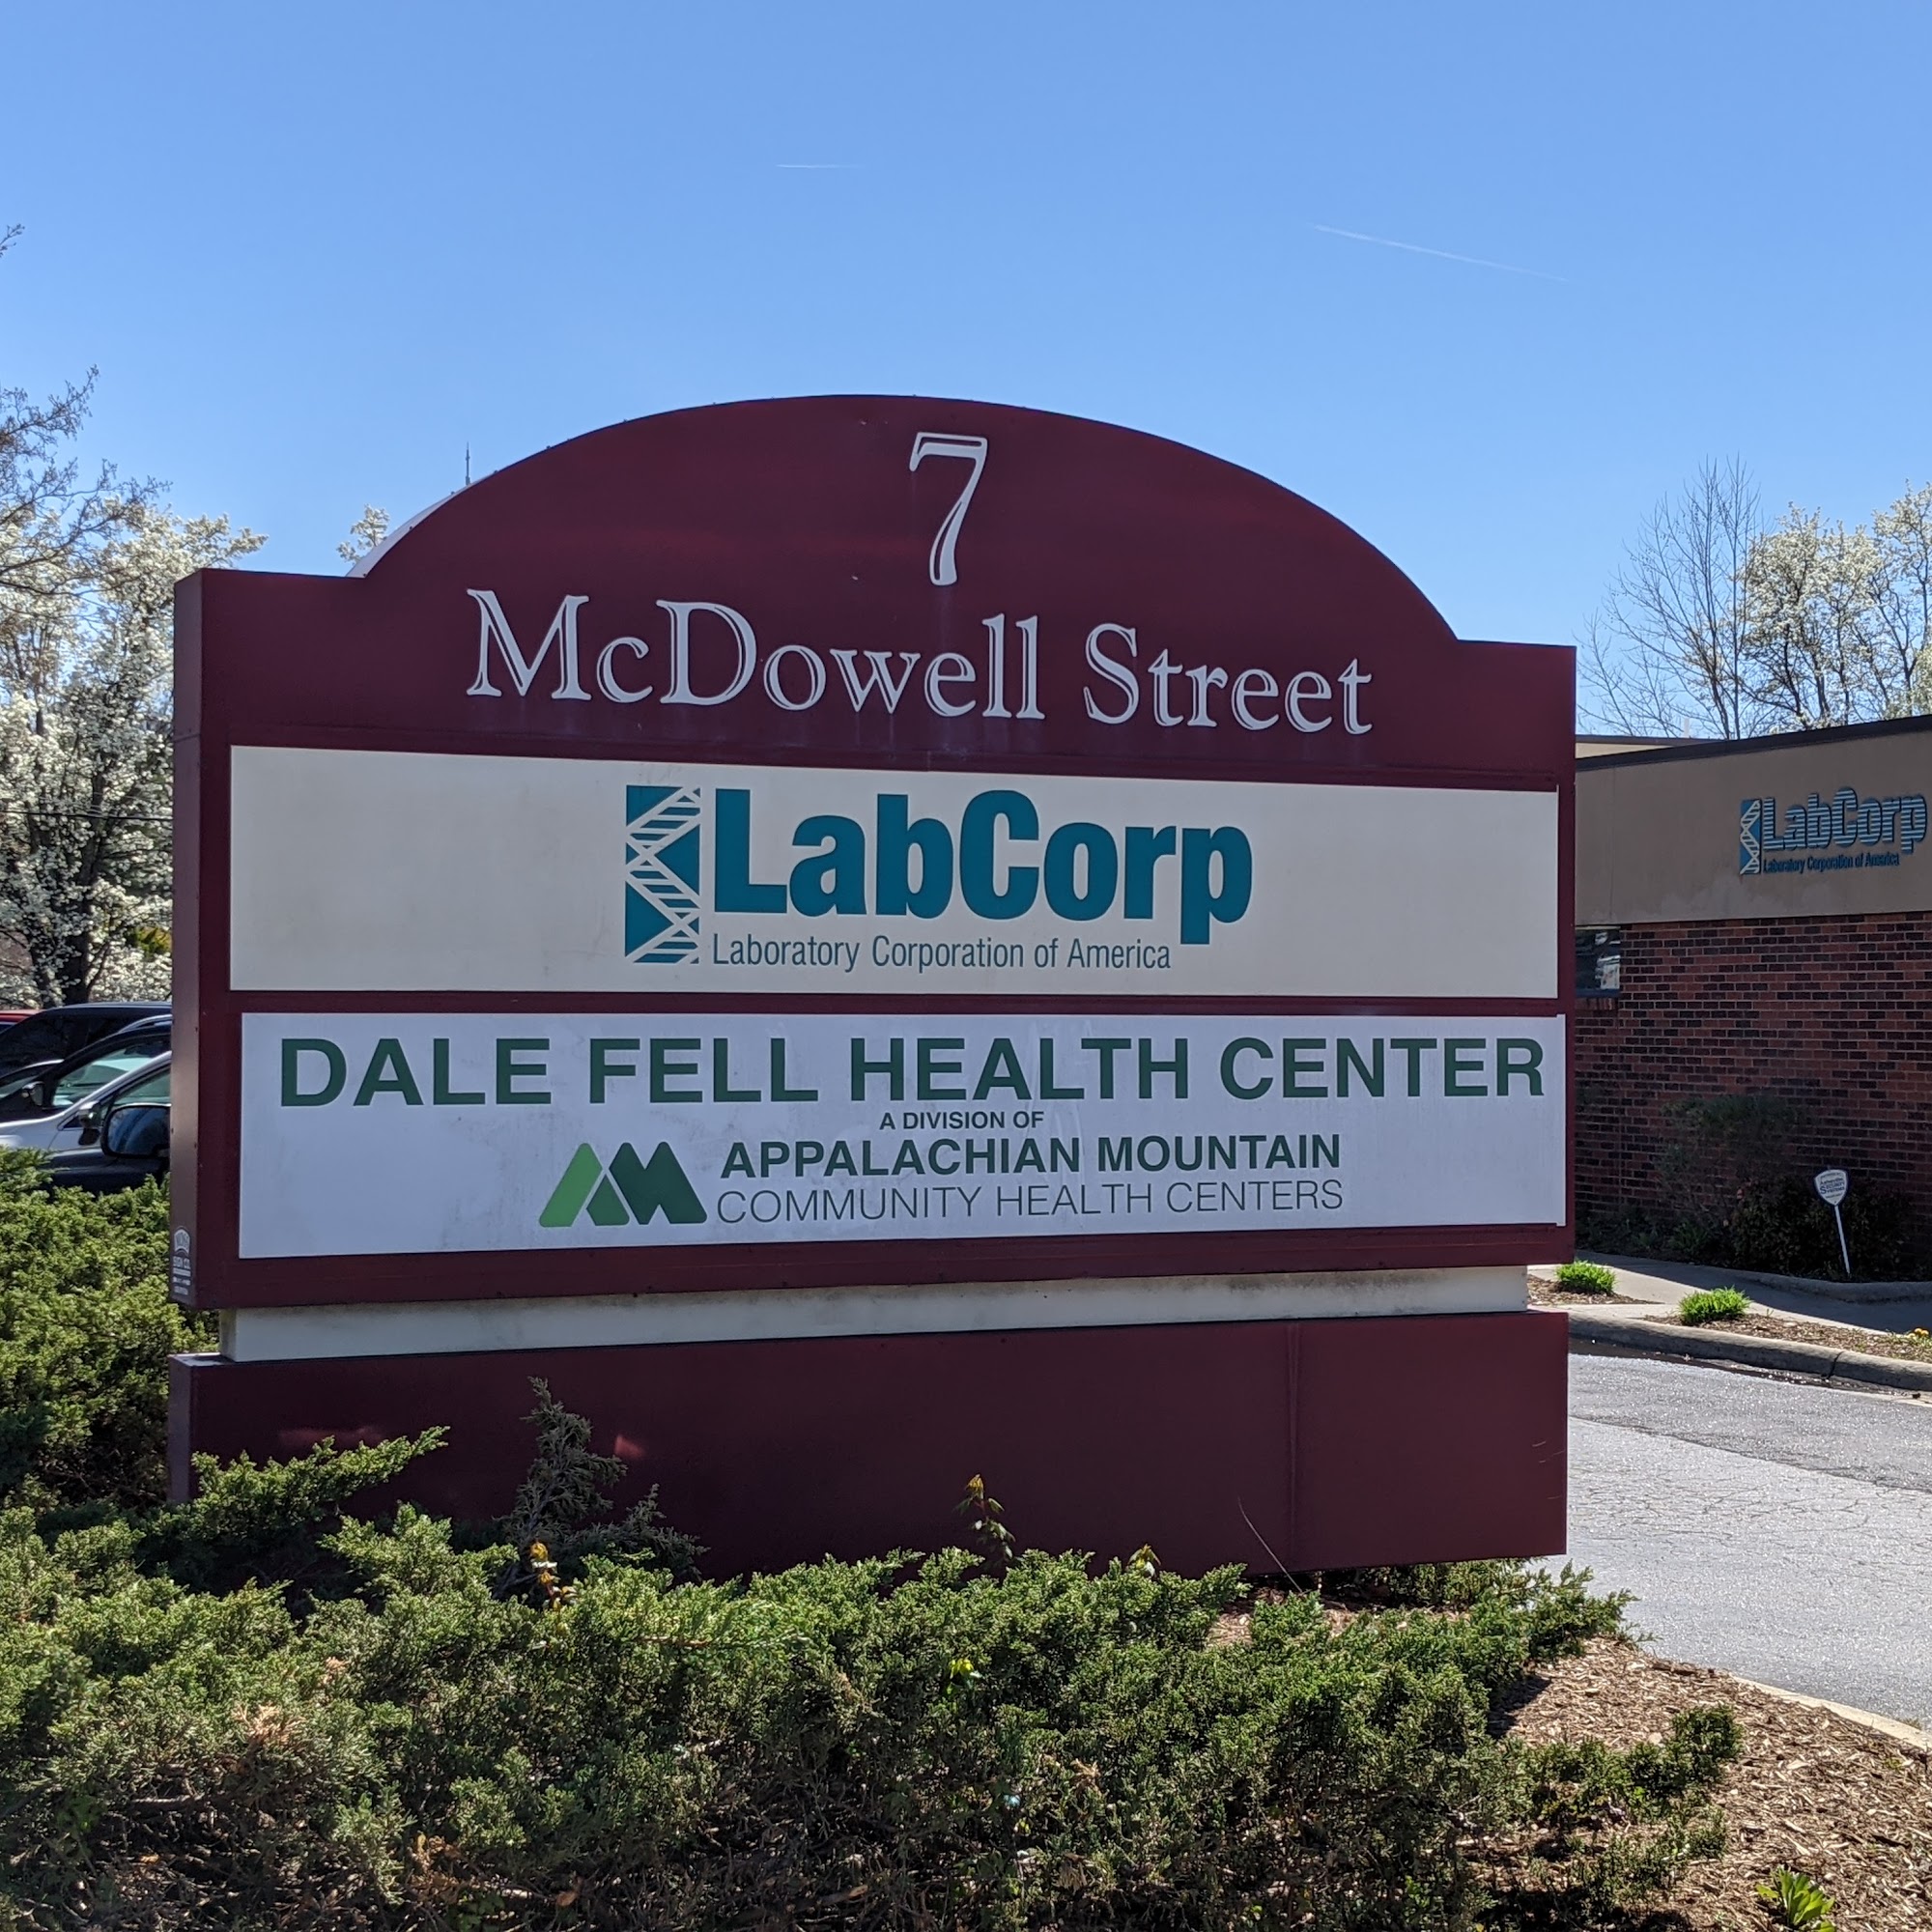 7
McDowell Street
LabCorp
Laboratory Corporation of America
DALE FELL HEALTH CENTER
A DIVISION OF
APPALACHIAN MOUNTAIN
COMMUNITY HEALTH CENTERS
LabCorp
Laboratory Corporation of America